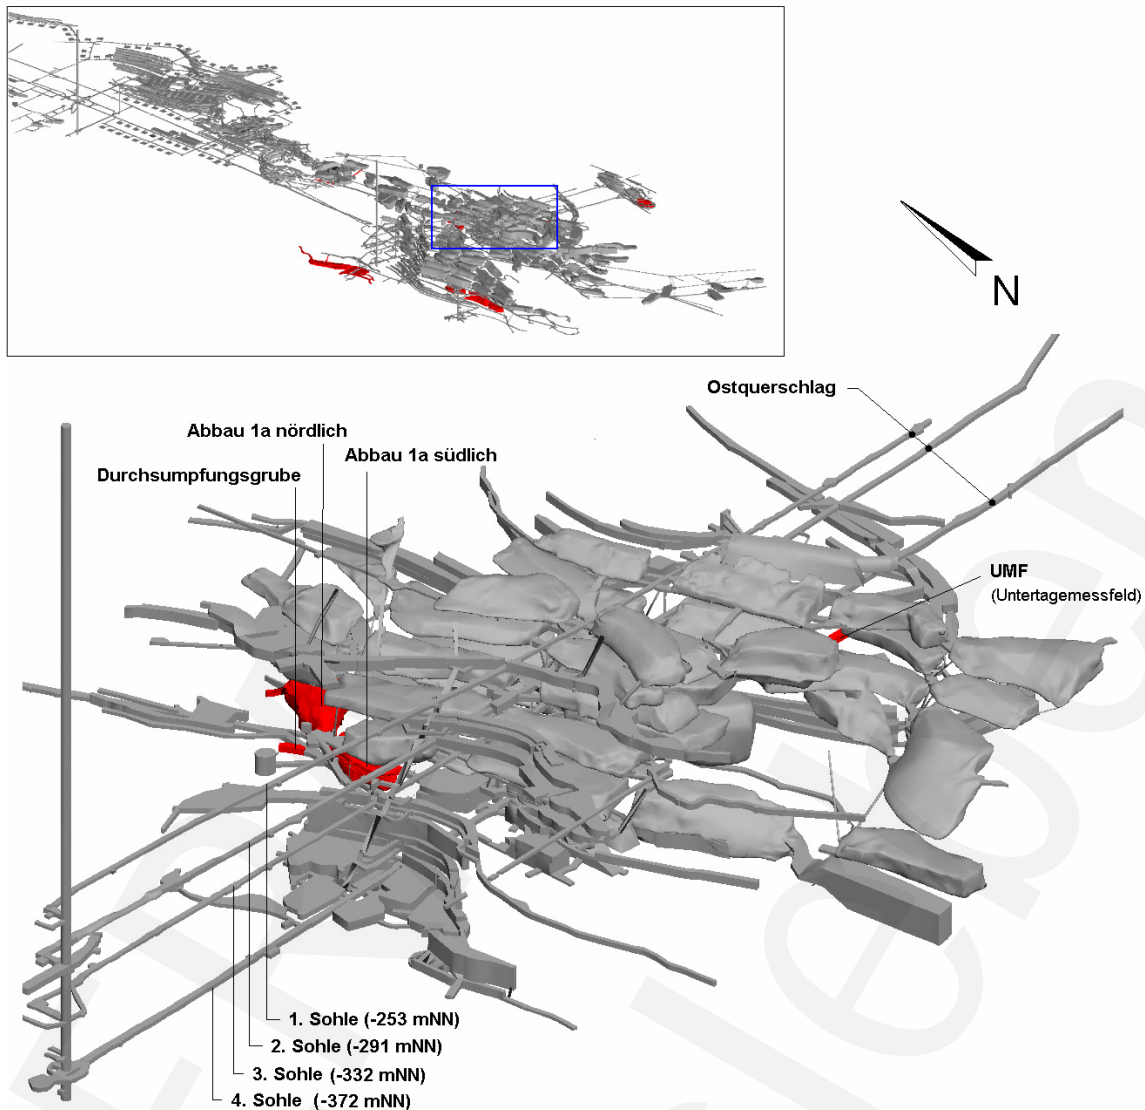 N
Ostquerschlag
Abbau 1a nördlich
Abbau 1a südlich
Durchsumpfungsgrube
UMF
(Untertagemessfeld)
1. Sohle (-253 mNN)
2. Sohle (-291 mNN)
3. Sohle (-332 mNN)
4. Sohle (-372 mNN)